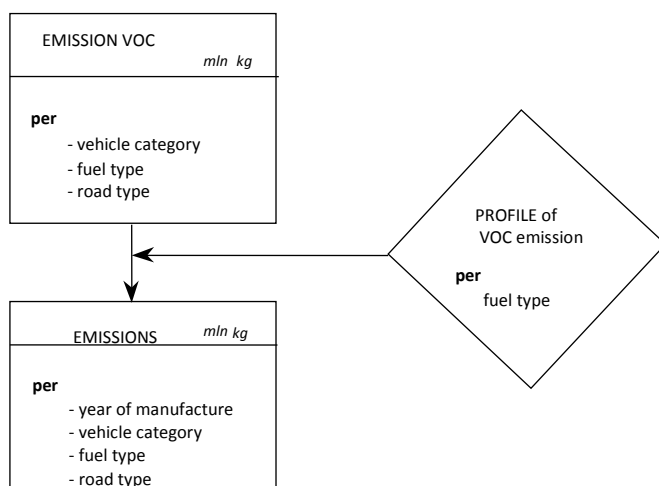 EMISSION VOC
mln kg
per
- vehicle category
- fuel type
- road type
PROFILE of
VOC emission
per
fuel type
EMISSIONS
mln kg
per
- year of manufacture
- vehicle category
- fuel type
- road type